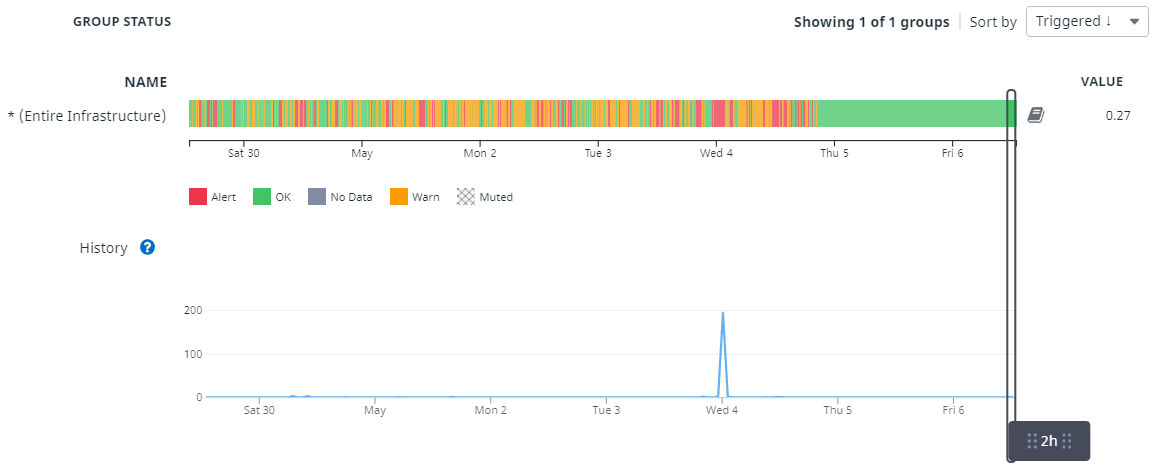 GROUP STATUS
Showing 1 of 1 groups Sort by Triggered ↓
NAME VALUE
* (Entire Infrastructure) 0.27
Sat 30 May Mon 2 Tue 3 Wed 4 Thu 5 Fri 6
Alert OK No Data Warn Muted
History ?
200
100
0
Sat 30 May Mon 2 Tue 3 Wed 4 Thu 5 Fri 6
2h